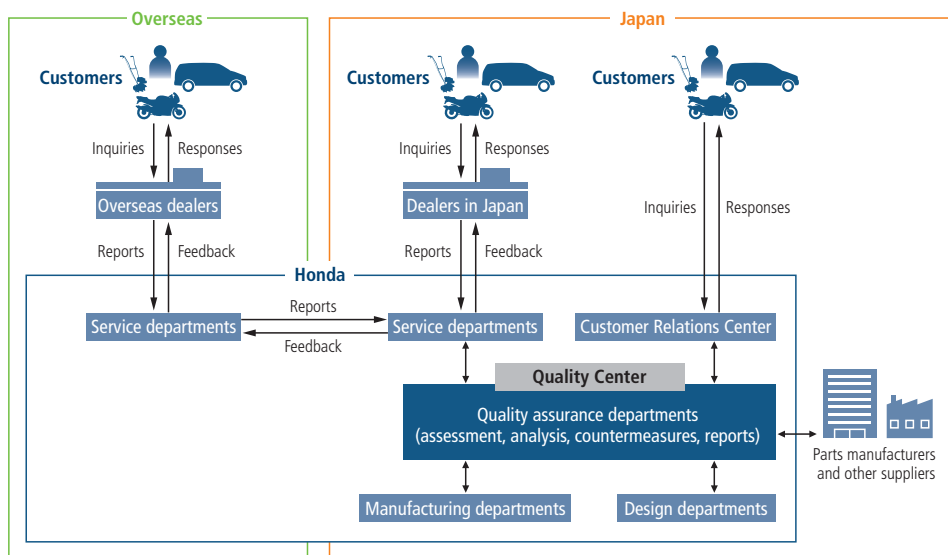 Overseas
Japan
Customers
Customers
Customers
Inquiries
Responses
Inquiries
Responses
Overseas dealers
Dealers in Japan
Inquiries
Responses
Reports
Feedback
Reports
Feedback
Honda
Reports
Service departments
Service departments
Customer Relations Center
Feedback
Quality Center
Quality assurance departments
(assessment, analysis, countermeasures, reports)
Parts manufacturers
and other suppliers
Manufacturing departments
Design departments